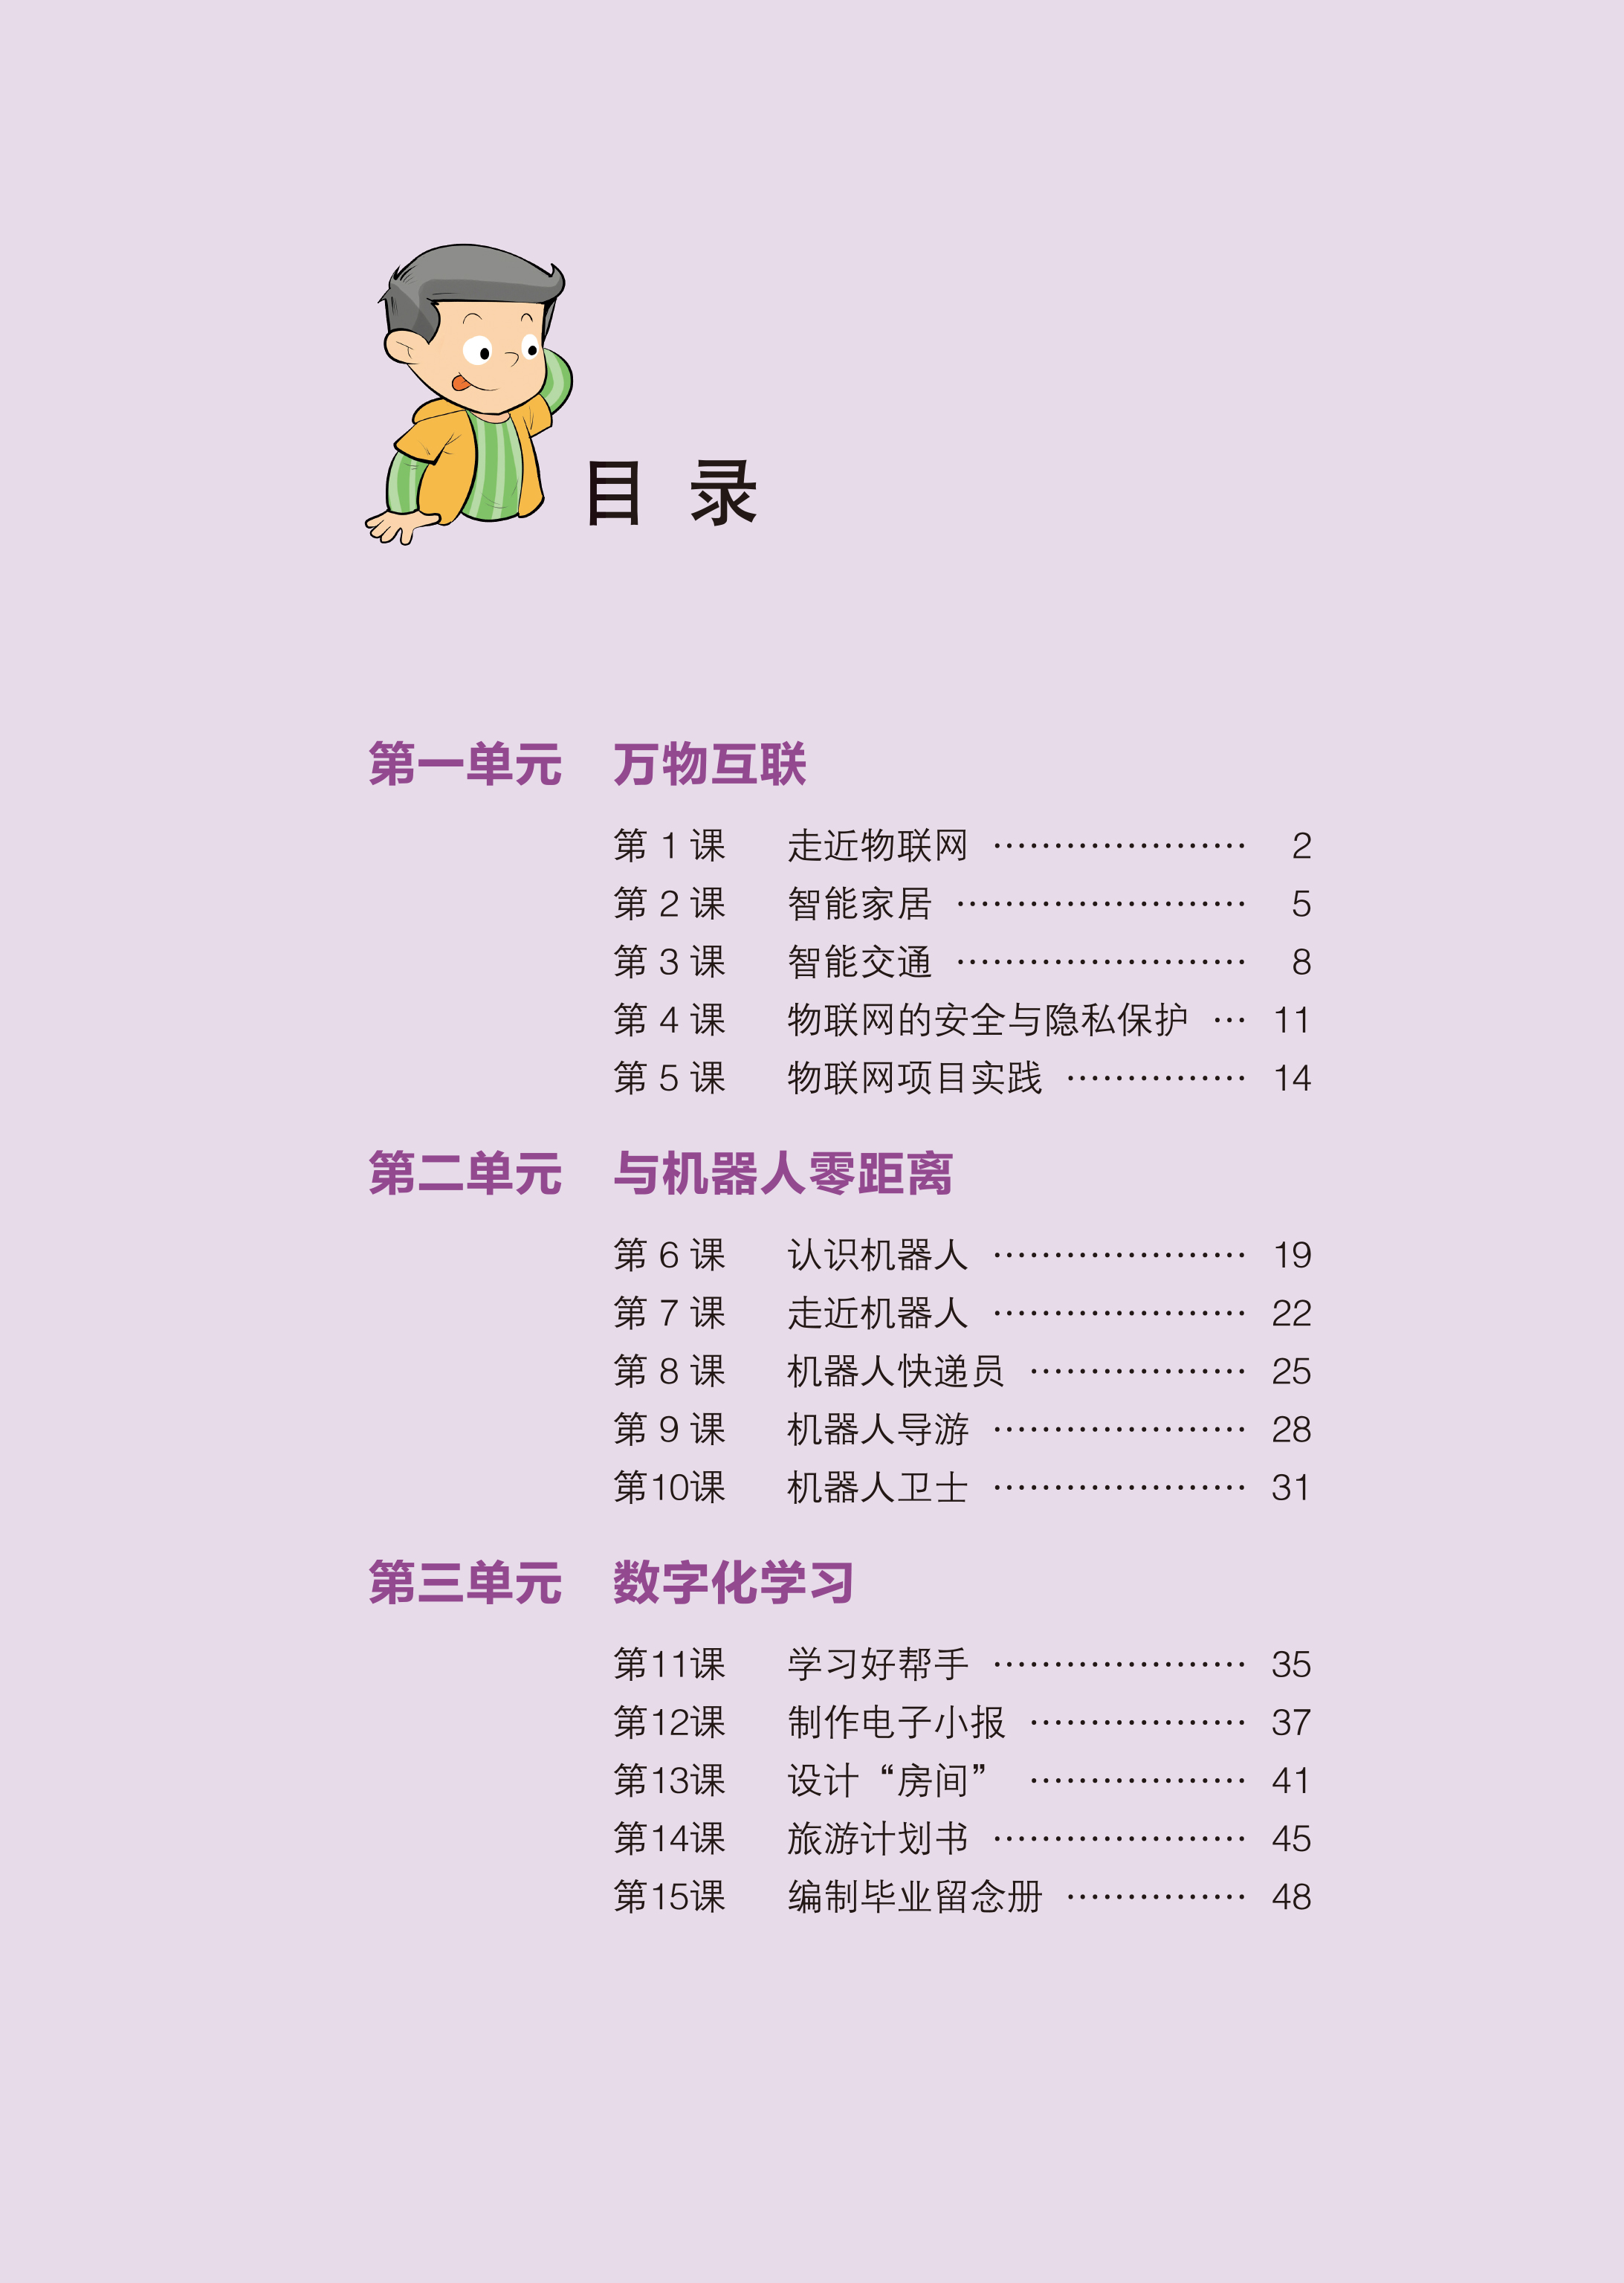 目 录
第一单元 万物互联
第 1 课 走近物联网 ………………… 2
第 2 课 智能家居 …………………… 5
第 3 课 智能交通 …………………… 8
第 4 课 物联网的安全与隐私保护 … 11
第 5 课 物联网项目实践 …………… 14
第二单元 与机器人零距离
第 6 课 认识机器人 ………………… 19
第 7 课 走近机器人 ………………… 22
第 8 课 机器人快递员 ……………… 25
第 9 课 机器人导游 ………………… 28
第10课 机器人卫士 ………………… 31
第三单元 数字化学习
第11课 学习好帮手 ………………… 35
第12课 制作电子小报 ……………… 37
第13课 设计“房间” ……………… 41
第14课 旅游计划书 ………………… 45
第15课 编制毕业留念册 …………… 48